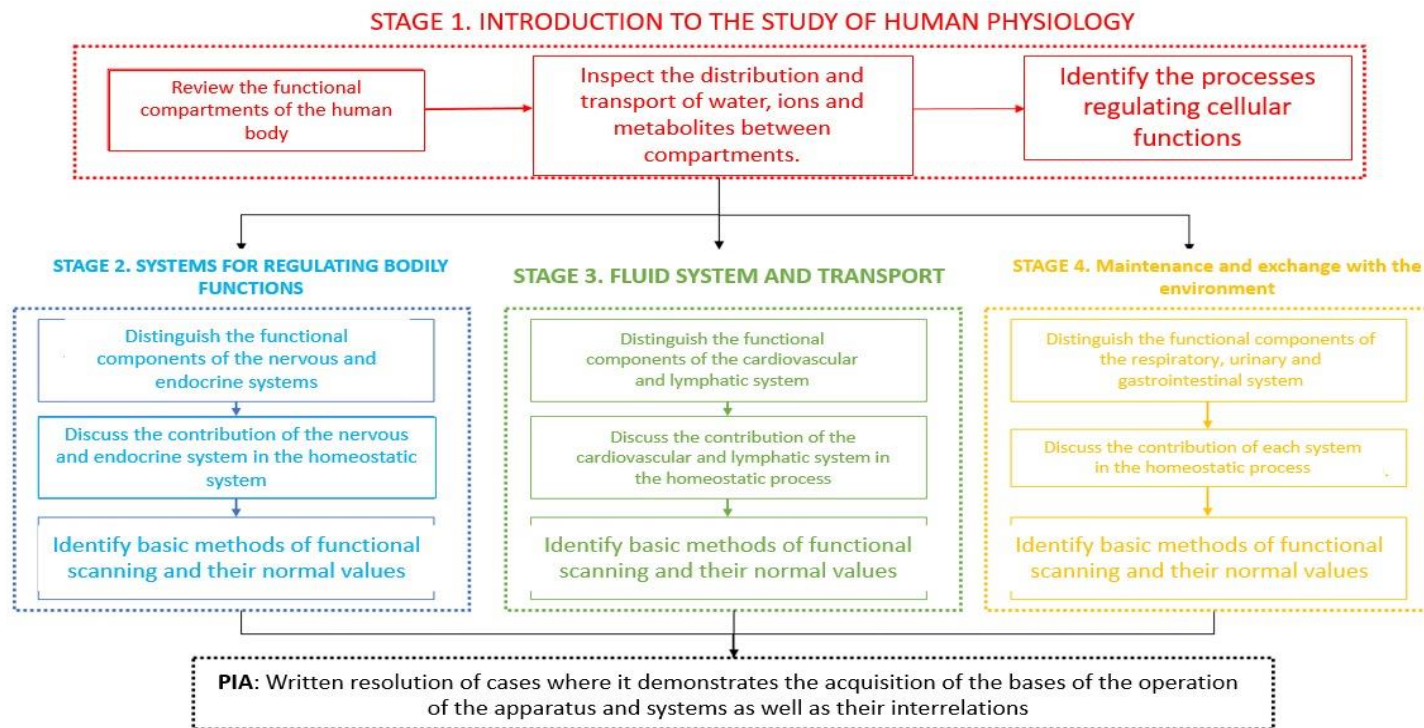 STAGE 1. INTRODUCTION TO THE STUDY OF HUMAN PHYSIOLOGY
Review the functional
compartments of the human
body
Inspect the distribution and
transport of water, ions and
metabolites between
compartments.
Identify the processes
regulating cellular
functions
STAGE 2. SYSTEMS FOR REGULATING BODILY
FUNCTIONS
Distinguish the functional
components of the nervous and
endocrine systems
Discuss the contribution of the nervous
and endocrine system in the homeostatic
system
Identify basic methods of functional
scanning and their normal values
STAGE 3. FLUID SYSTEM AND TRANSPORT
Distinguish the functional
components of the cardiovascular
and lymphatic system
Discuss the contribution of the
cardiovascular and lymphatic system in
the homeostatic process
Identify basic methods of functional
scanning and their normal values
STAGE 4. Maintenance and exchange with the
environment
Distinguish the functional components of
the respiratory, urinary and
gastrointestinal system
Discuss the contribution of each system
in the homeostatic process
Identify basic methods of functional
scanning and their normal values
PIA: Written resolution of cases where it demonstrates the acquisition of the bases of the operation
of the apparatus and systems as well as their interrelations